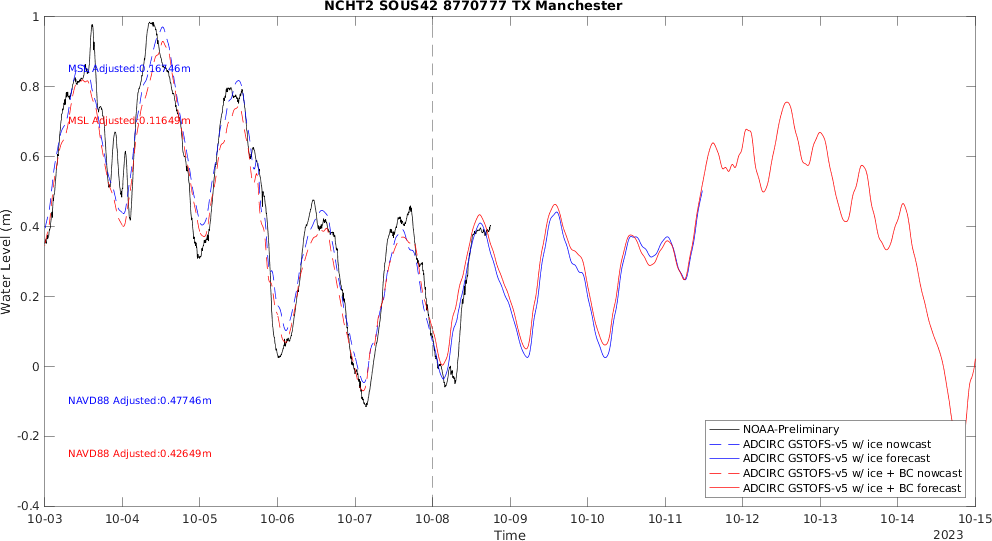 NCHT2 SOUS42 8770777 TX Manchester
1
0.8
0.6
0.4
0.2
0
-0.2
-0.4
Water Level (m)
MSL Adjusted:0.16746m
MSL Adjusted:0.11649m
NAVD88 Adjusted:0.47746m
NAVD88 Adjusted:0.42649m
NOAA-Preliminary
ADCIRC GSTOFS-v5 w/ ice nowcast
ADCIRC GSTOFS-v5 w/ ice forecast
ADCIRC GSTOFS-v5 w/ ice + BC nowcast
ADCIRC GSTOFS-v5 w/ ice + BC forecast
10-03 10-04 10-05 10-06 10-07 10-08 10-09 10-10 10-11 10-12 10-13 10-14 10-15
Time
2023